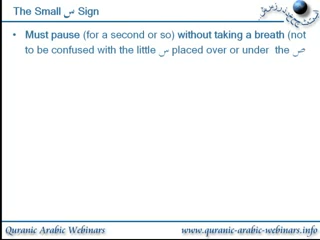 The Small س Sign
• Must pause (for a second or so) without taking a breath (not
to be confused with the little س placed over or under the ص
Quranic Arabic Webinars
www.quranic-arabic-webinars.info